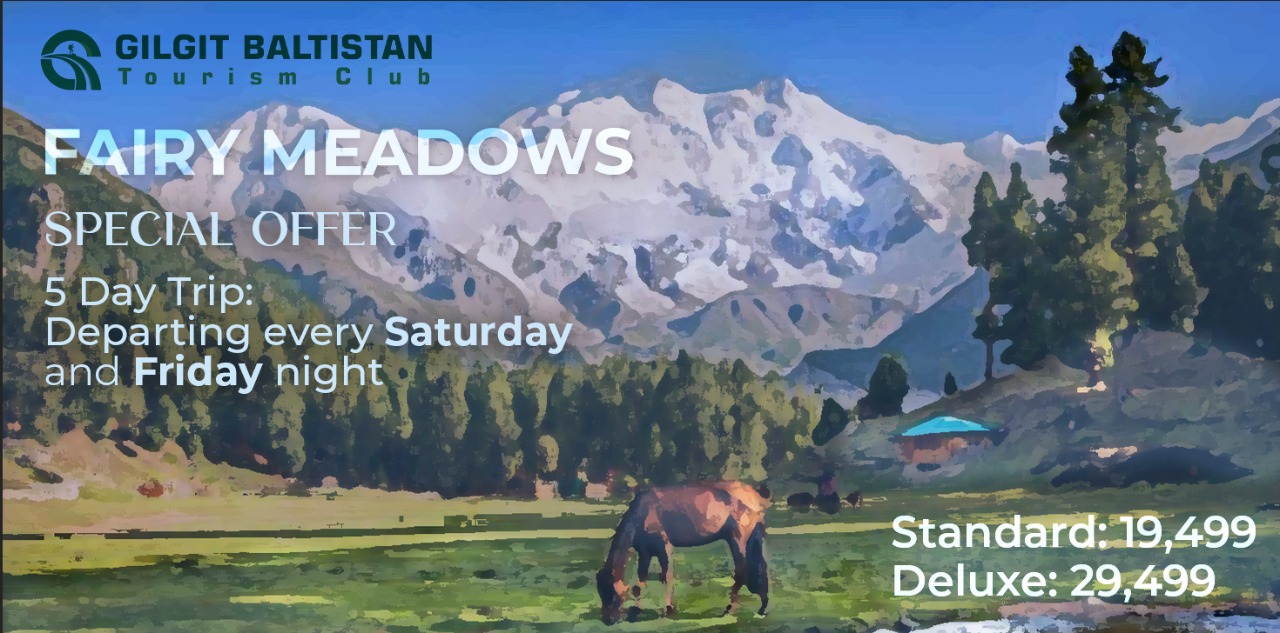 GILGIT BALTISTAN
Tourism Club
FAIRY MEADOWS
SPECIAL OFFER
5 Day Trip:
Departing every Saturday
and Friday night
Standard: 19,499
Deluxe: 29,499